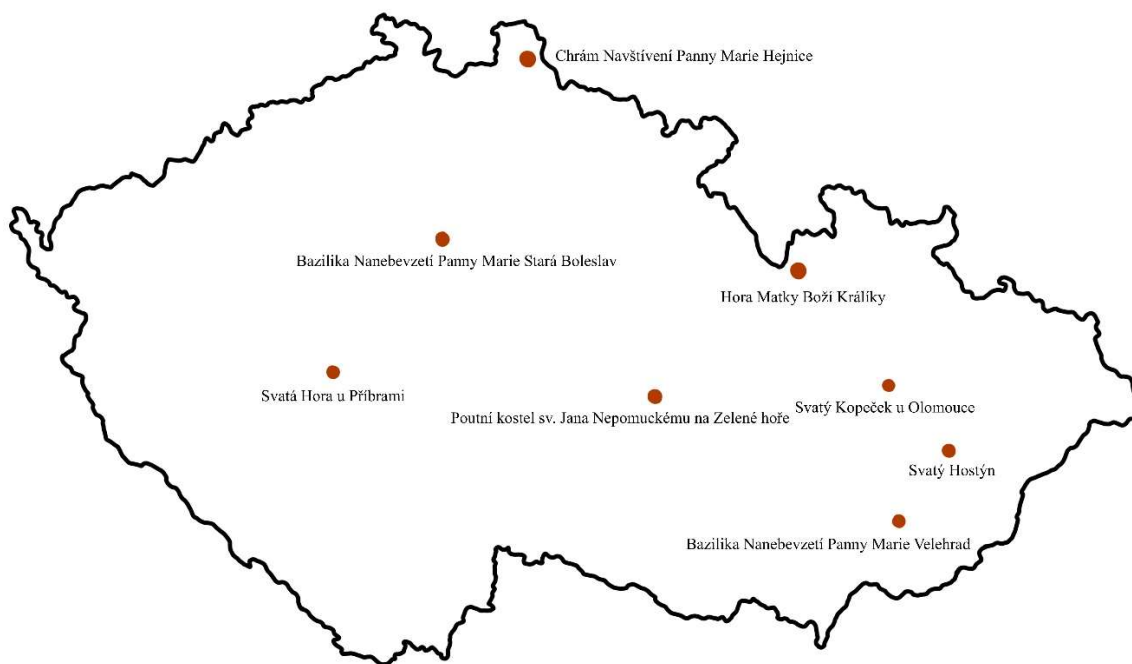 Chrám Navštívení Panny Marie Hejnice
Bazilika Nanebevzetí Panny Marie Stará Boleslav
Hora Matky Boží Králíky
Svatá Hora u Příbrami
Poutní kostel sv. Jana Nepomuckému na Zelené hoře
Svatý Kopeček u Olomouce
Svatý Hostýn
Bazilika Nanebevzetí Panny Marie Velehrad